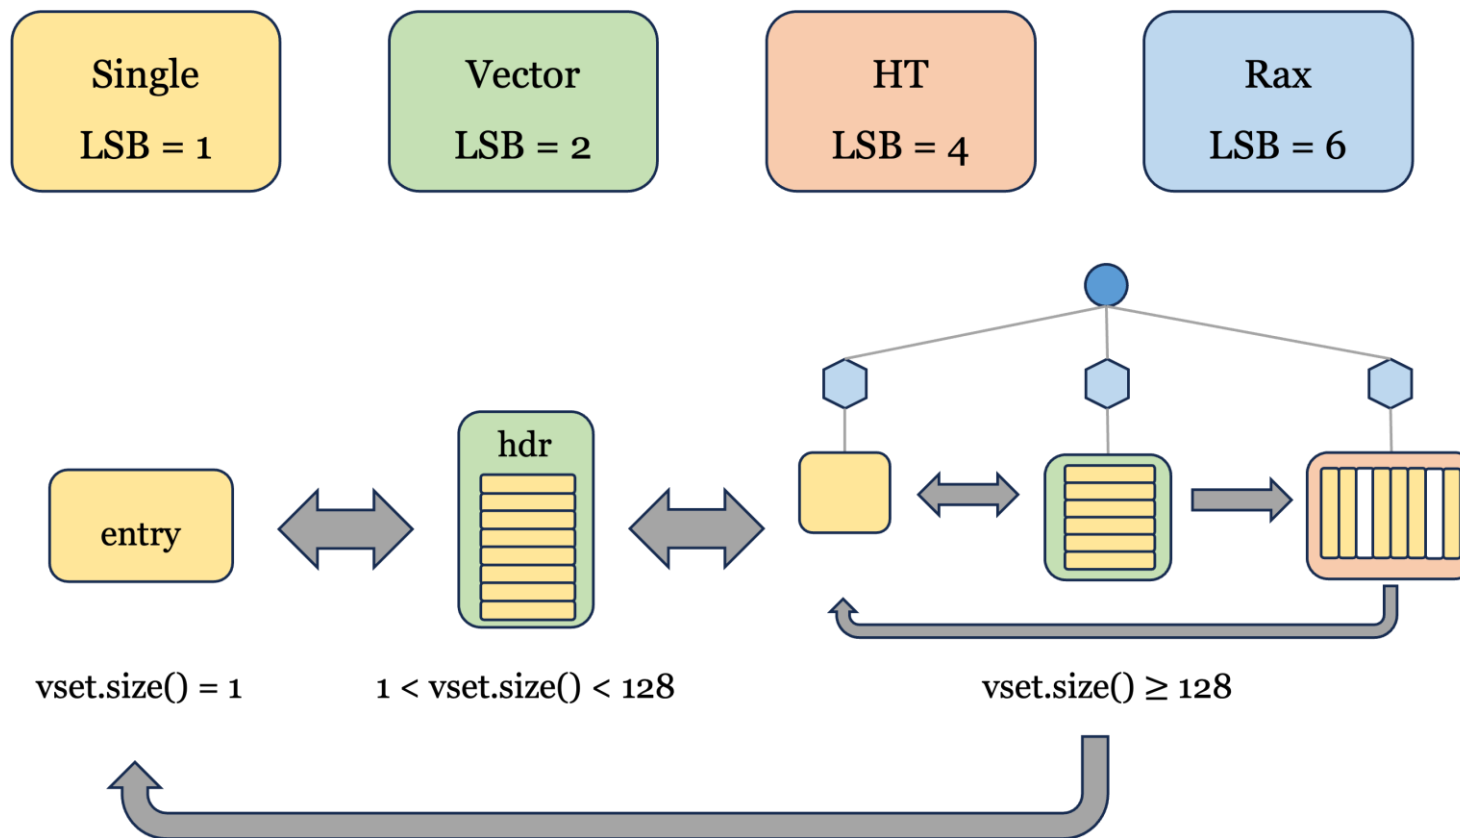 Single
LSB = 1
Vector
LSB = 2
HT
LSB = 4
Rax
LSB = 6
entry
hdr
vset.size() = 1
1 < vset.size() < 128
vset.size() ≥ 128